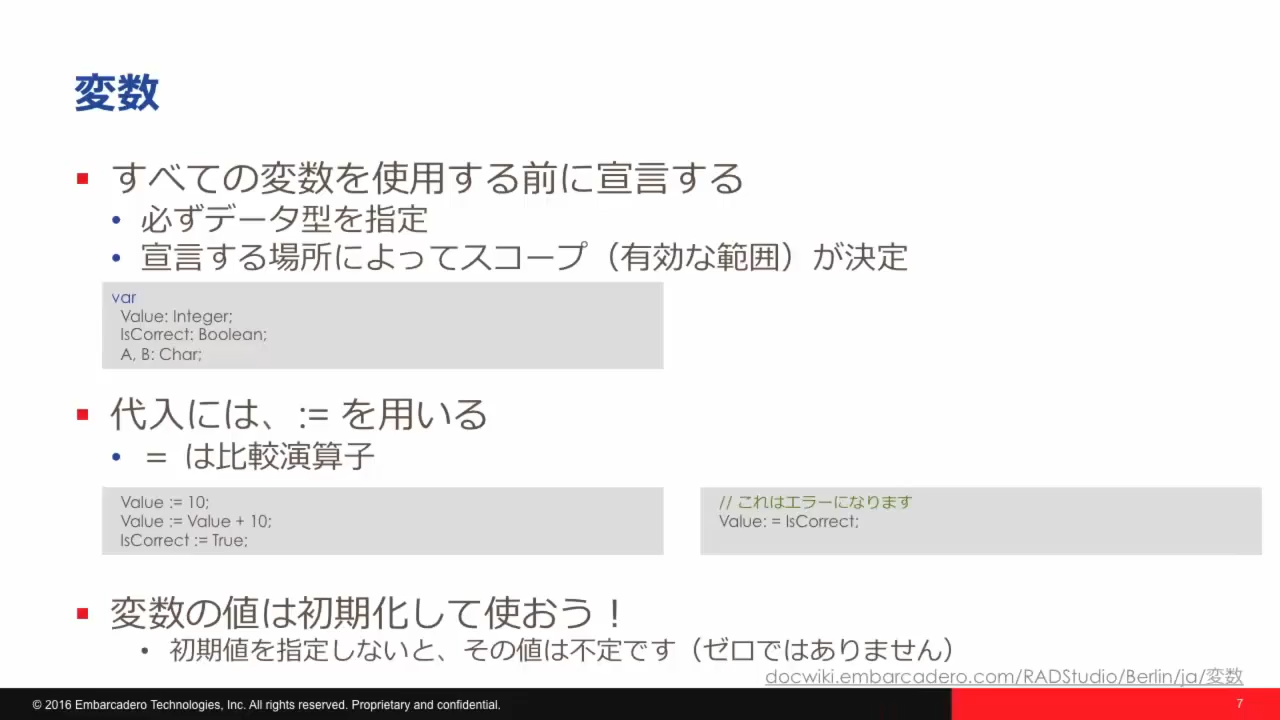 変数
すべての変数を使用する前に宣言する
必ずデータ型を指定
宣言する場所によってスコープ（有効な範囲）が決定
var
Value: Integer;
IsCorrect: Boolean;
A, B: Char;
代入には、:= を用いる
= は比較演算子
Value := 10;
Value := Value + 10;
IsCorrect := True;
// これはエラーになります
Value: = IsCorrect;
変数の値は初期化して使おう！
初期値を指定しないと、その値は不定です（ゼロではありません）
docwiki.embarcadero.com/RADStudio/Berlin/ja/変数
© 2016 Embarcadero Technologies, Inc. All rights reserved. Proprietary and confidential.
7